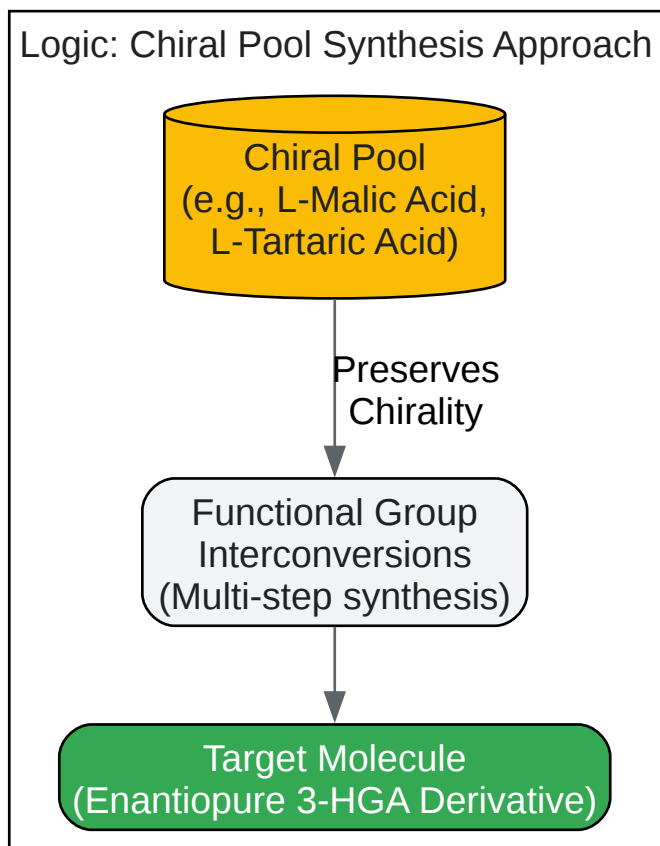 Logic: Chiral Pool Synthesis Approach
Chiral Pool
(e.g., L-Malic Acid,
L-Tartaric Acid)
Preserves
Chirality
Functional Group
Interconversions
(Multi-step synthesis)
Target Molecule
(Enantiopure 3-HGA Derivative)